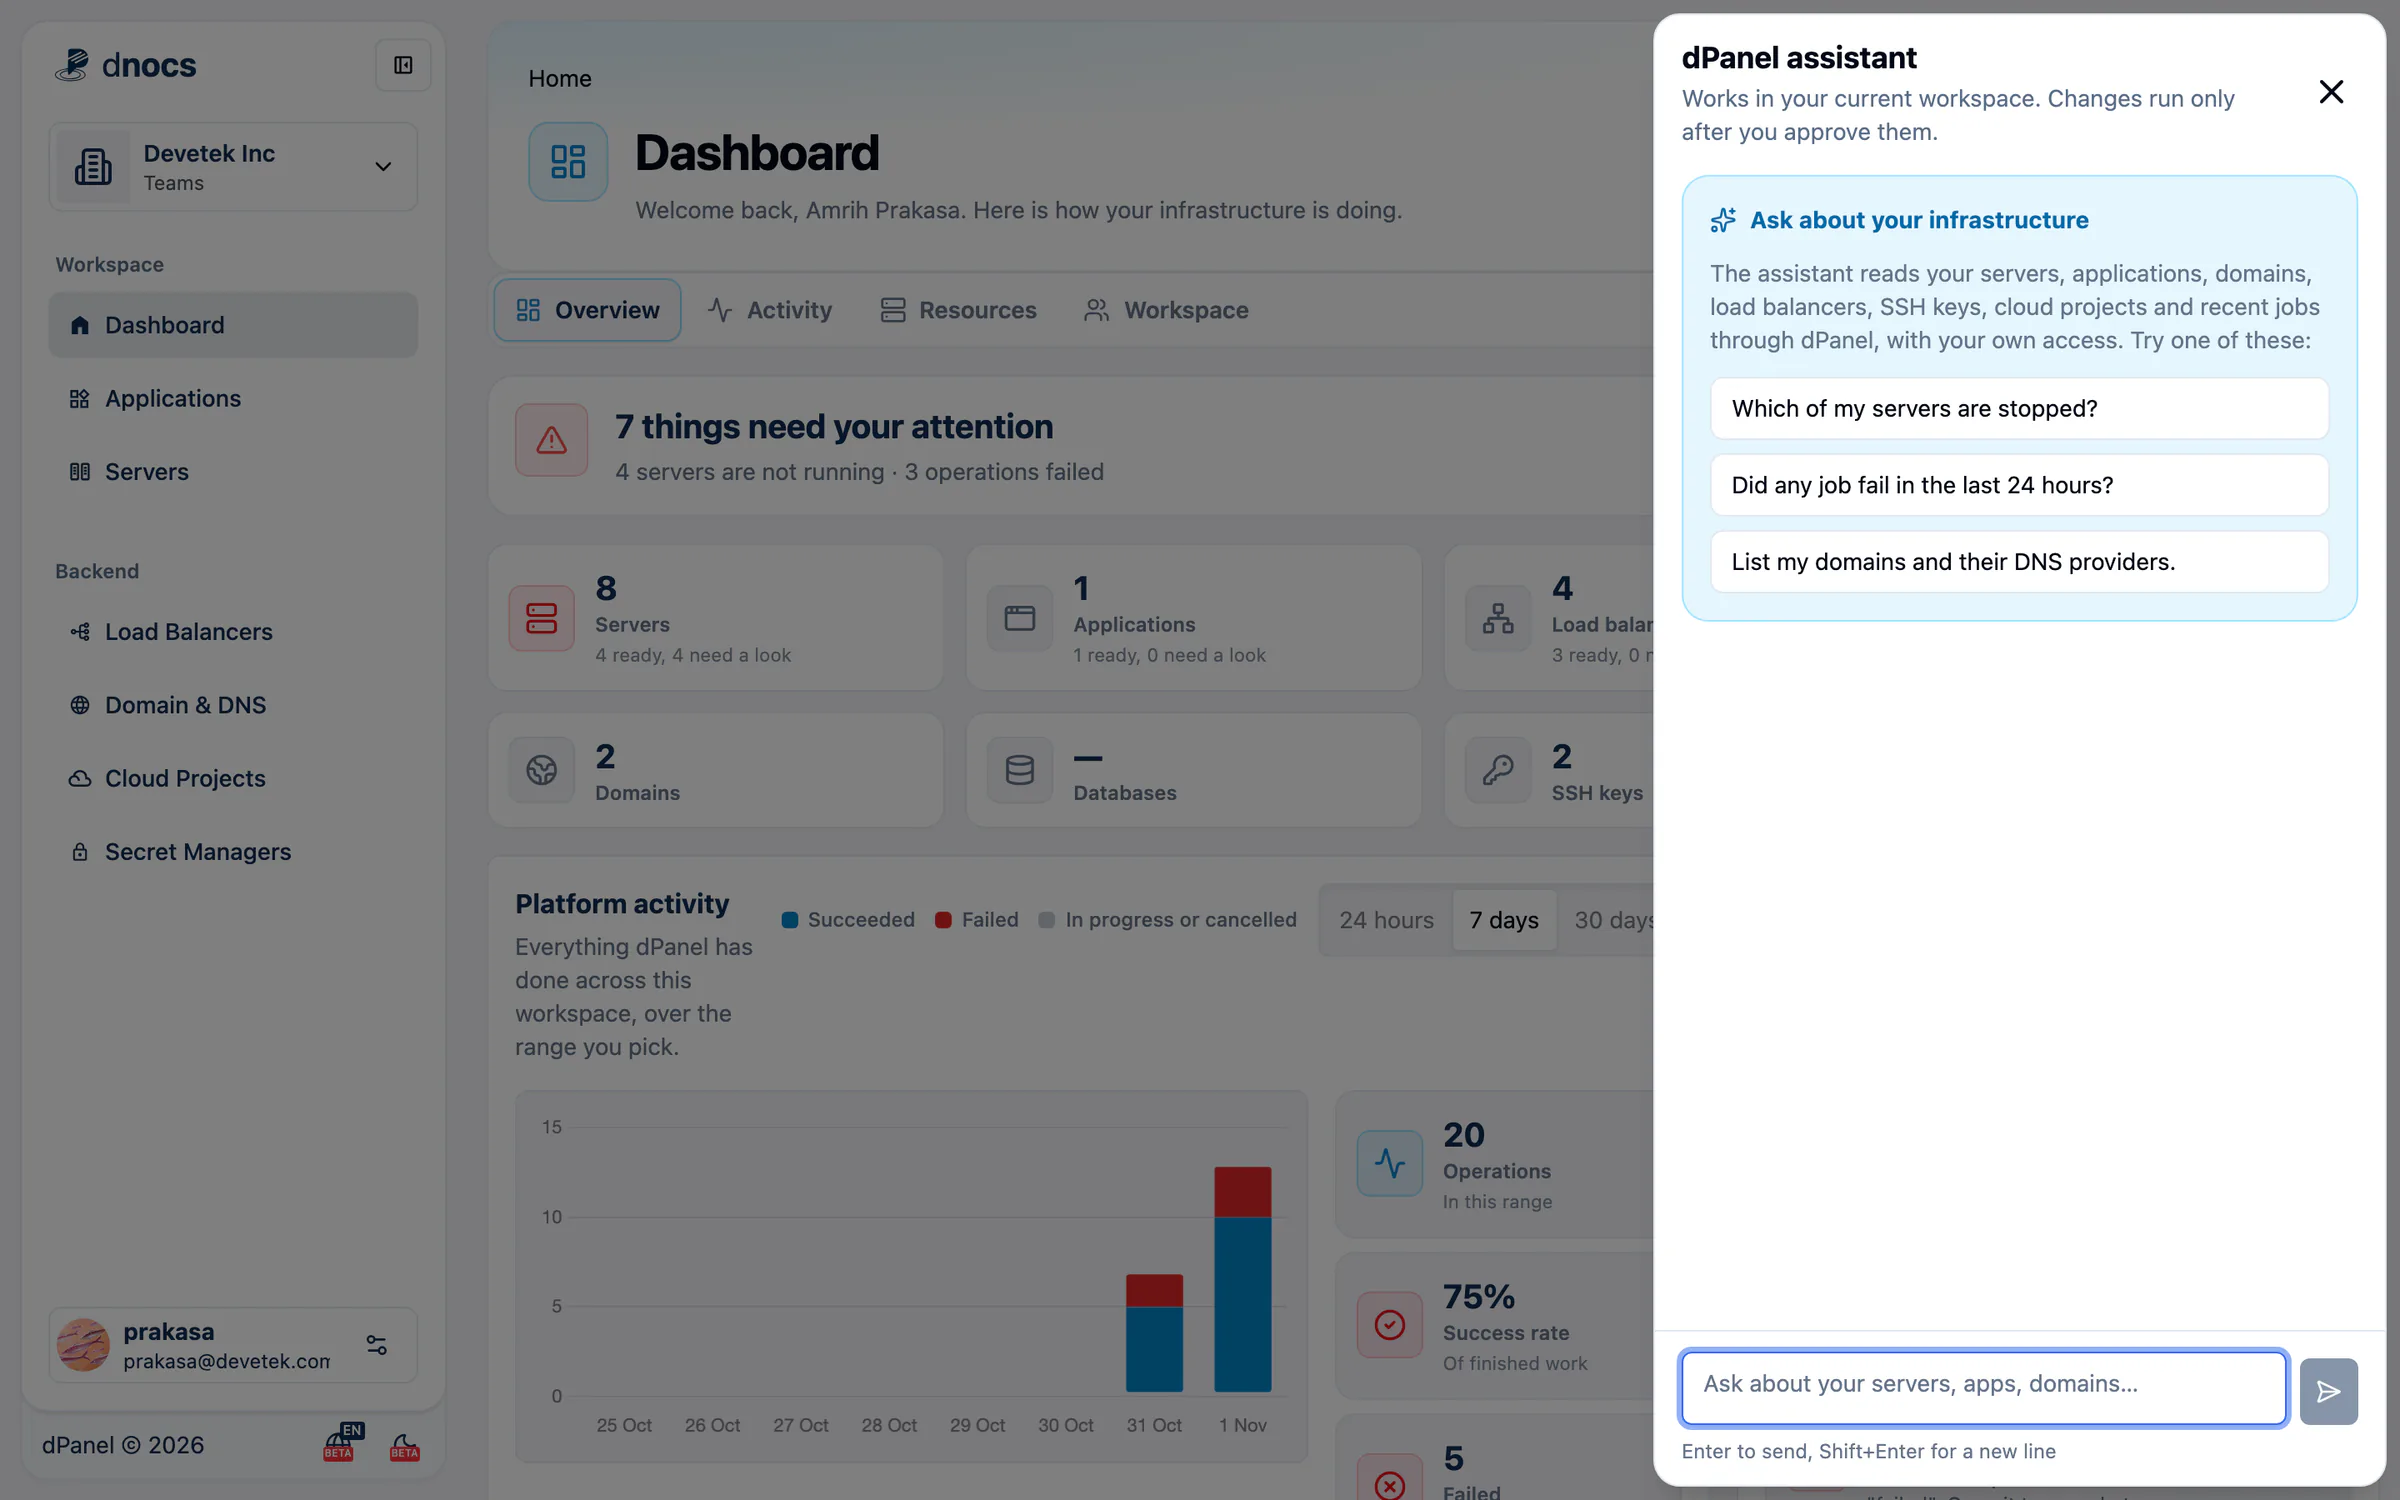 dnocs
Devetek Inc
Teams
Workspace
Dashboard
Applications
Servers
Backend
Load Balancers
Domain & DNS
Cloud Projects
Secret Managers
prakasa
prakasa@devetek.com
dPanel © 2026
EN
BETA
BETA
Home
Dashboard
Welcome back, Amrih Prakasa. Here is how your infrastructure is doing.
Overview
Activity
Resources
Workspace
7 things need your attention
4 servers are not running · 3 operations failed
8
Servers
4 ready, 4 need a look
1
Applications
1 ready, 0 need a look
4
Load balan
3 ready, 0 n
2
Domains
—
Databases
2
SSH keys
Platform activity
Everything dPanel has
done across this
workspace, over the
range you pick.
Succeeded
Failed
In progress or cancelled
24 hours
7 days
30 days
15
10
5
0
25 Oct
26 Oct
27 Oct
28 Oct
29 Oct
30 Oct
31 Oct
1 Nov
20
Operations
In this range
75%
Success rate
Of finished work
5
Failed
dPanel assistant
Works in your current workspace. Changes run only
after you approve them.
Ask about your infrastructure
The assistant reads your servers, applications, domains,
load balancers, SSH keys, cloud projects and recent jobs
through dPanel, with your own access. Try one of these:
Which of my servers are stopped?
Did any job fail in the last 24 hours?
List my domains and their DNS providers.
Ask about your servers, apps, domains...
Enter to send, Shift+Enter for a new line